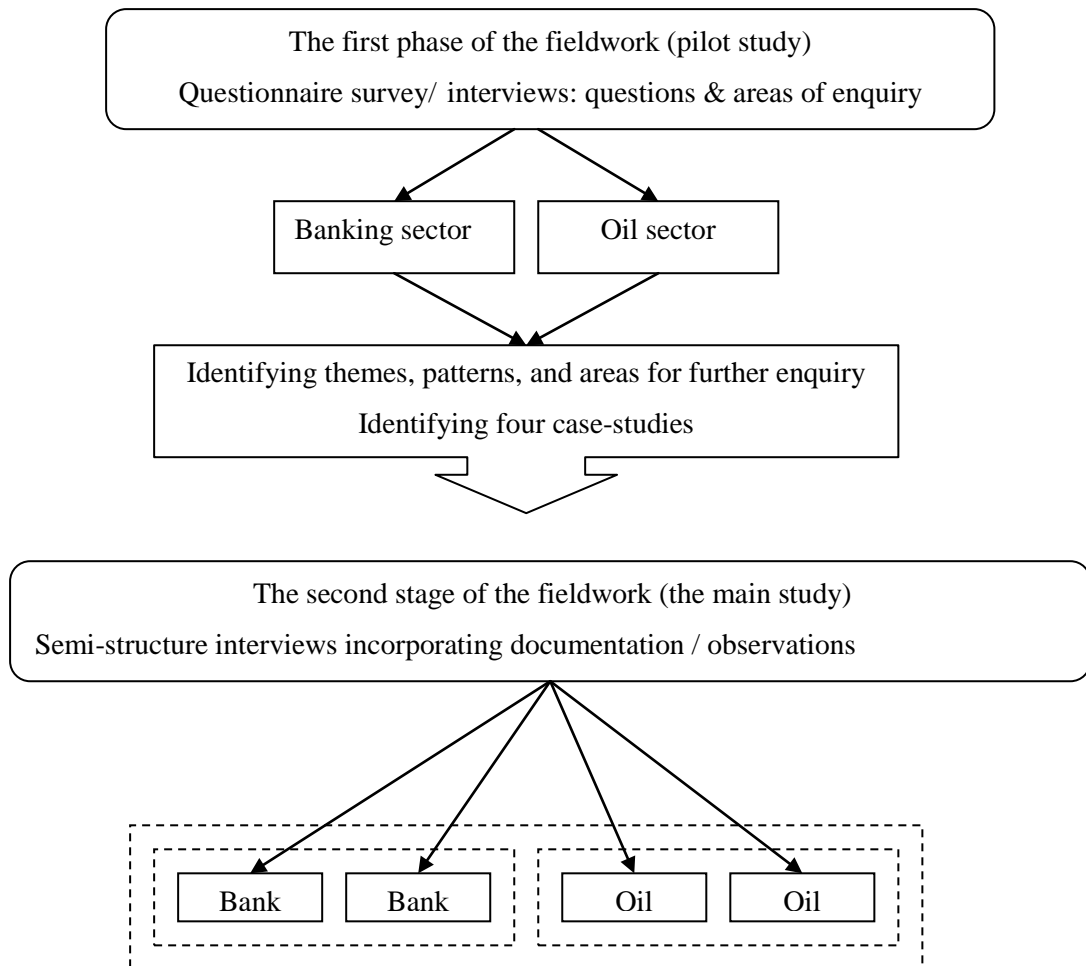 The first phase of the fieldwork (pilot study)
Questionnaire survey/ interviews: questions & areas of enquiry
Banking sector
Oil sector
Identifying themes, patterns, and areas for further enquiry
Identifying four case-studies
The second stage of the fieldwork (the main study)
Semi-structure interviews incorporating documentation / observations
Bank
Bank
Oil
Oil